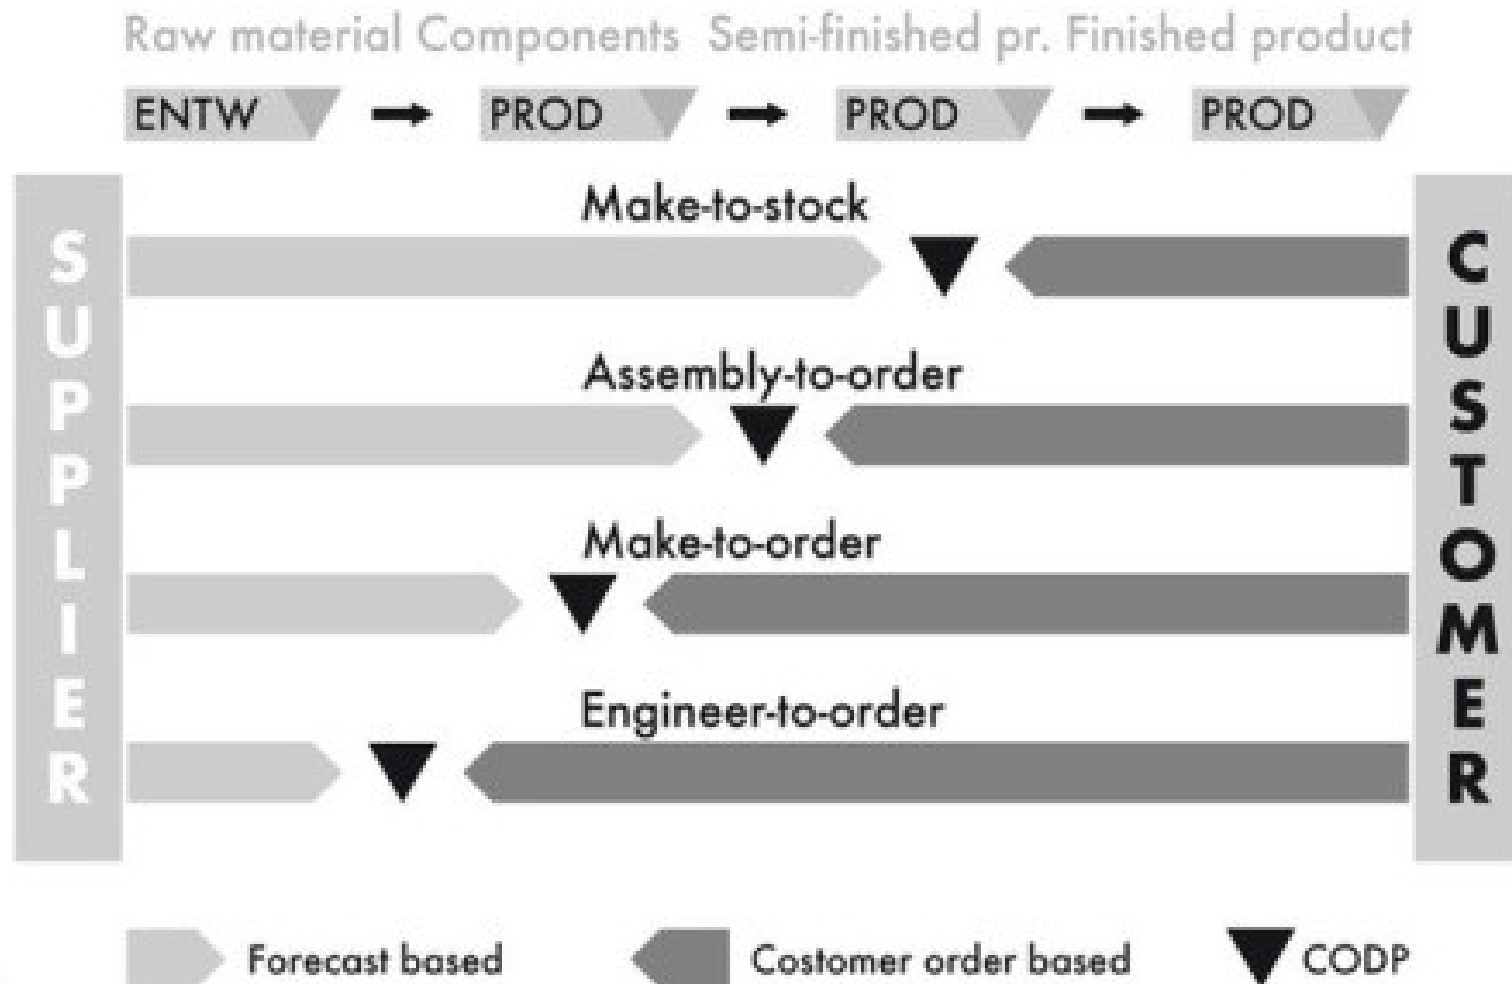 Raw material Components Semi-finished pr. Finished product
ENTW PROD PROD PROD
SUPPLIER
Make-to-stock
Assembly-to-order
Make-to-order
Engineer-to-order
CUSTOMER
Forecast based Costomer order based CODP